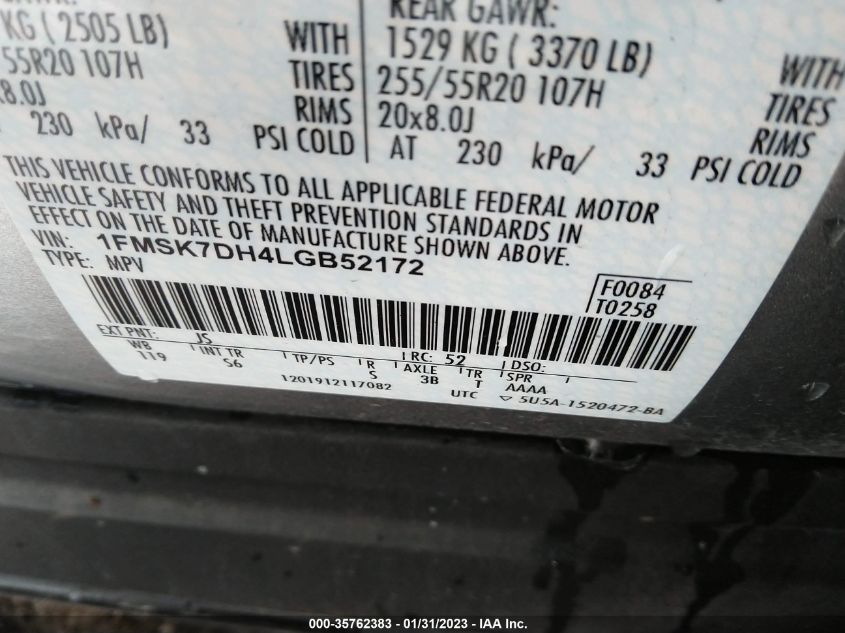 KG ( 2505 LB) WITH
55R20 107H TIRES
8.0J RIMS
230 kPa/ 33 PSI COLD
REAR GAWR:
1529 KG ( 3370 LB) WITH
255/55R20 107H TIRES
20x8.0J RIMS
AT 230 kPa/ 33 PSI COLD
THIS VEHICLE CONFORMS TO ALL APPLICABLE FEDERAL MOTOR
VEHICLE SAFETY AND THEFT PREVENTION STANDARDS IN
EFFECT ON THE DATE OF MANUFACTURE SHOWN ABOVE.
VIN: 1FMSK7DH4LGB52172
TYPE: MPV
F0084
T0258
EXT PNT: JS RC: 52 DSO:
WB INT TR TP/PS R AXLE TR SPR
119 S6 S 3B T AAAA
1201912117082 UTC ▽ 5U5A-1520472-BA
000-35762383 - 01/31/2023 - IAA Inc.